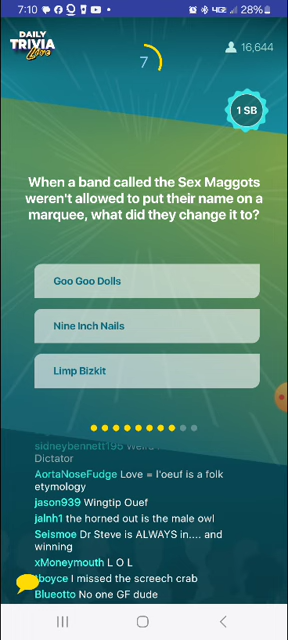 7:10
4G 28%
DAILY
TRIVIA
Live
7
16,644
1 SB
When a band called the Sex Maggots
weren't allowed to put their name on a
marquee, what did they change it to?
Goo Goo Dolls
Nine Inch Nails
Limp Bizkit
sidneybennett195
Dictator
AortaNoseFudge Love = l'oeuf is a folk
etymology
jason939 Wingtip Ouef
jalnh1 the horned out is the male owl
Seismoe Dr Steve is ALWAYS in.... and
winning
xMoneymouth L O L
boyce I missed the screech crab
Blueotto No one GF dude